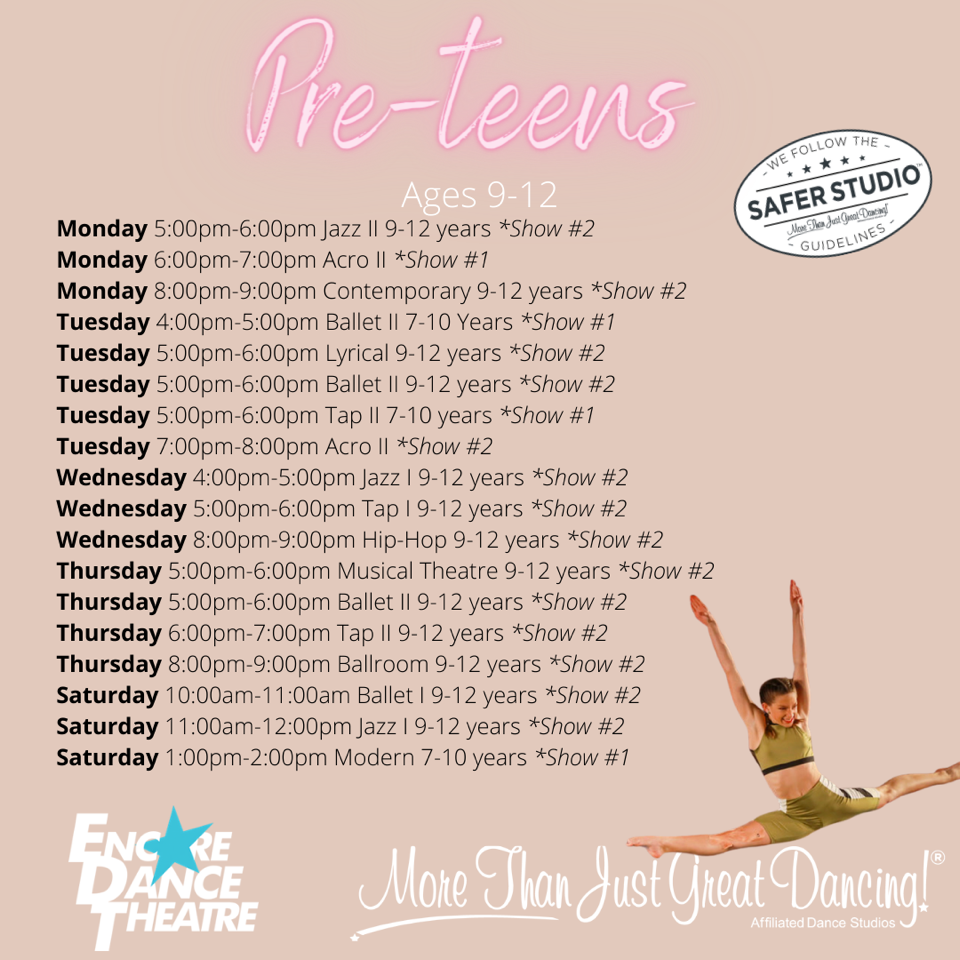 Pre-teens
Ages 9-12
- WE FOLLOW THE -
SAFER STUDIO™
More Than Just Great Dancing!
- GUIDELINES -
Monday 5:00pm-6:00pm Jazz II 9-12 years *Show #2
Monday 6:00pm-7:00pm Acro II *Show #1
Monday 8:00pm-9:00pm Contemporary 9-12 years *Show #2
Tuesday 4:00pm-5:00pm Ballet II 7-10 Years *Show #1
Tuesday 5:00pm-6:00pm Lyrical 9-12 years *Show #2
Tuesday 5:00pm-6:00pm Ballet II 9-12 years *Show #2
Tuesday 5:00pm-6:00pm Tap II 7-10 years *Show #1
Tuesday 7:00pm-8:00pm Acro II *Show #2
Wednesday 4:00pm-5:00pm Jazz I 9-12 years *Show #2
Wednesday 5:00pm-6:00pm Tap I 9-12 years *Show #2
Wednesday 8:00pm-9:00pm Hip-Hop 9-12 years *Show #2
Thursday 5:00pm-6:00pm Musical Theatre 9-12 years *Show #2
Thursday 5:00pm-6:00pm Ballet II 9-12 years *Show #2
Thursday 6:00pm-7:00pm Tap II 9-12 years *Show #2
Thursday 8:00pm-9:00pm Ballroom 9-12 years *Show #2
Saturday 10:00am-11:00am Ballet I 9-12 years *Show #2
Saturday 11:00am-12:00pm Jazz I 9-12 years *Show #2
Saturday 1:00pm-2:00pm Modern 7-10 years *Show #1
ENCORE
DANCE
THEATRE
More Than Just Great Dancing!®
Affiliated Dance Studios